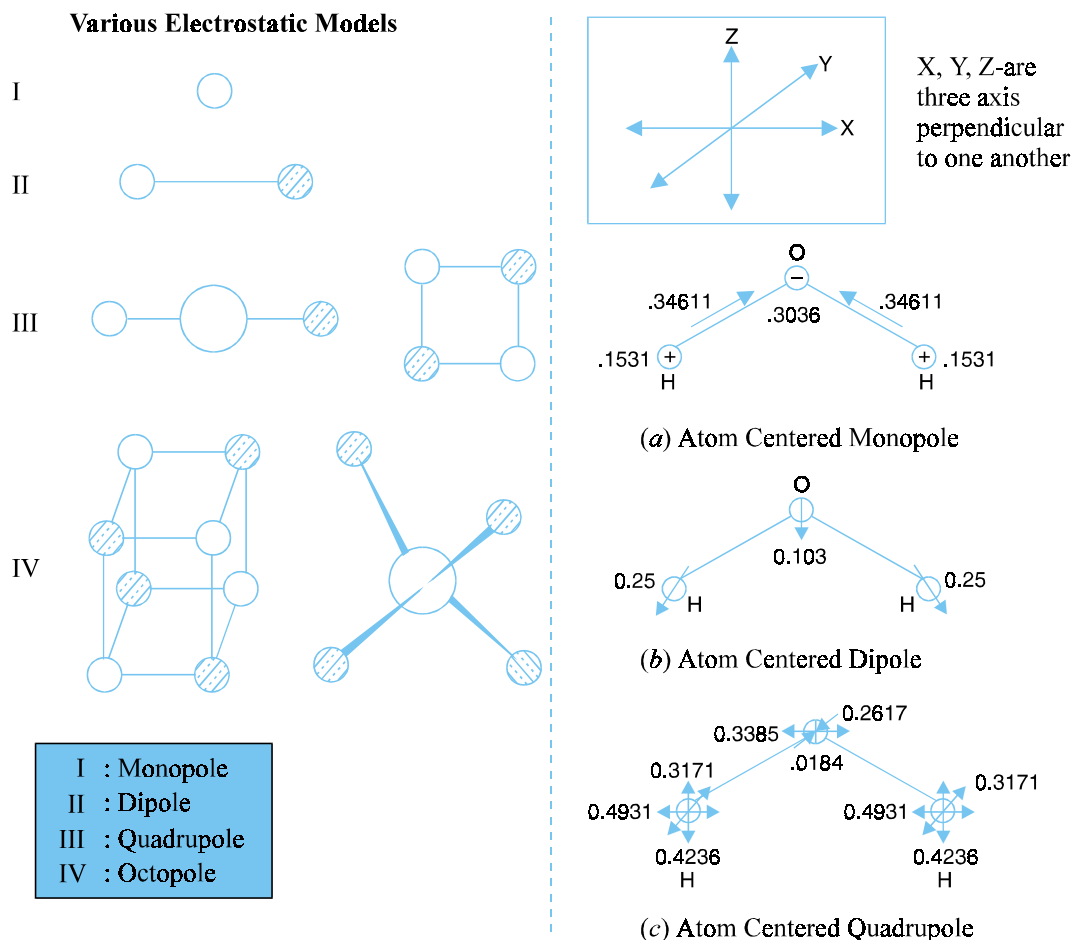 Various Electrostatic Models
I
II
III
IV
I : Monopole
II : Dipole
III : Quadrupole
IV : Octopole
Z
Y
X
X, Y, Z-are
three axis
perpendicular
to one another
O
−
.34611 .34611
.3036
.1531 + + .1531
H H
(a) Atom Centered Monopole
O
0.103
0.25 0.25
H H
(b) Atom Centered Dipole
0.2617
0.3385
.0184
0.3171 0.3171
0.4931 0.4931
0.4236 0.4236
H H
(c) Atom Centered Quadrupole